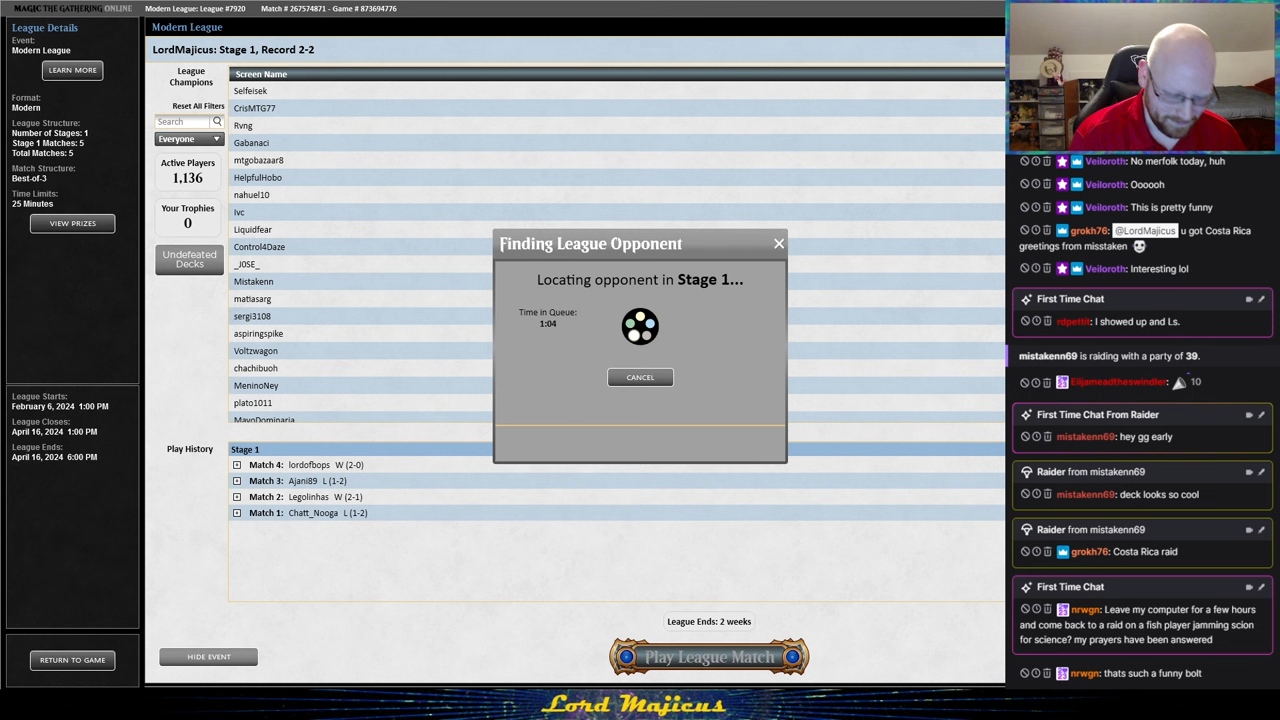 MAGIC THE GATHERING ONLINE
Modern League: League #7920
Match # 267574871 - Game # 873694776
League Details
Event:
Modern League
LEARN MORE
Format:
Modern
League Structure:
Number of Stages: 1
Stage 1 Matches: 5
Total Matches: 5
Match Structure:
Best-of-3
Time Limits:
25 Minutes
VIEW PRIZES
League Starts:
February 6, 2024 1:00 PM
League Closes:
April 16, 2024 1:00 PM
League Ends:
April 16, 2024 6:00 PM
RETURN TO GAME
Modern League
LordMajicus: Stage 1, Record 2-2
League
Champions
Reset All Filters
Search
Everyone
Active Players
1,136
Your Trophies
0
Undefeated
Decks
Screen Name
Selfeisek
CrisMTG77
Rvng
Gabanaci
mtgobazaar8
HelpfulHobo
nahuel10
Liquidfear
Control4Daze
_J0SE_
Mistakenn
matiasarg
sergi3108
aspiringspike
Voltzwagon
chachibuoh
MeninoNey
plato1011
MayoDominaria
Play History
Stage 1
Match 4: lordofbops W (2-0)
Match 3: Ajani89 L (1-2)
Match 2: Legolinhas W (2-1)
Match 1: Chatt_Nooga L (1-2)
League Ends: 2 weeks
HIDE EVENT
Play League Match
Finding League Opponent
Locating opponent in Stage 1...
Time in Queue:
1:04
CANCEL
Veiloroth: No merfolk today, huh
Veiloroth: Oooooh
Veiloroth: This is pretty funny
grokh76: @LordMajicus u got Costa Rica
greetings from misstaken
Veiloroth: Interesting lol
First Time Chat
rdpettit: I showed up and Ls.
mistakenn69 is raiding with a party of 39.
Elijameadtheswindler: 10
First Time Chat From Raider
mistakenn69: hey gg early
Raider from mistakenn69
mistakenn69: deck looks so cool
Raider from mistakenn69
grokh76: Costa Rica raid
First Time Chat
nrwgn: Leave my computer for a few hours
and come back to a raid on a fish player jamming scion
for science? my prayers have been answered
nrwgn: thats such a funny bolt
Lord Majicus